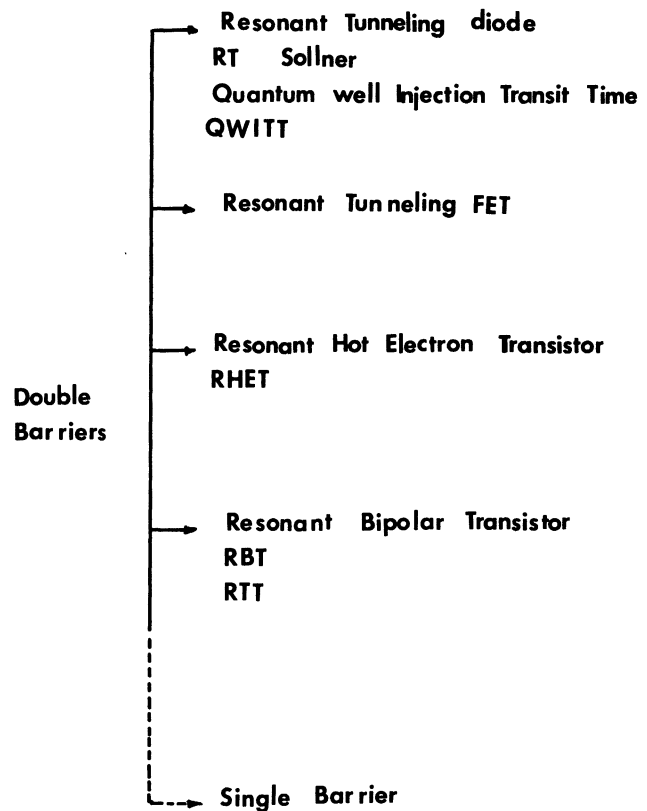 Resonant Tunneling diode
RT Sollner
Quantum well Injection Transit Time
QWITT
Resonant Tunneling FET
Resonant Hot Electron Transistor
RHET
Double
Barriers
Resonant Bipolar Transistor
RBT
RTT
Single Barrier